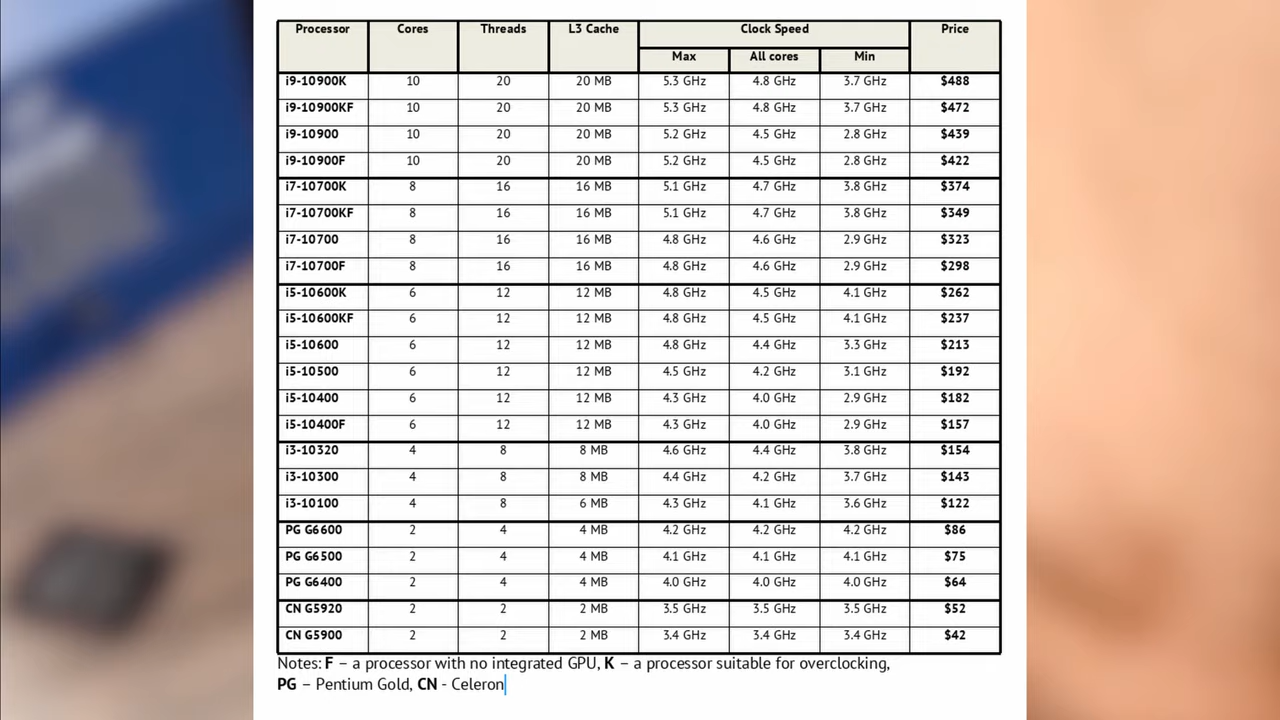 Processor Cores Threads L3 Cache Clock Speed Price
Max All cores Min
i9-10900K 10 20 20 MB 5.3 GHz 4.8 GHz 3.7 GHz $488
i9-10900KF 10 20 20 MB 5.3 GHz 4.8 GHz 3.7 GHz $472
i9-10900 10 20 20 MB 5.2 GHz 4.5 GHz 2.8 GHz $439
i9-10900F 10 20 20 MB 5.2 GHz 4.5 GHz 2.8 GHz $422
i7-10700K 8 16 16 MB 5.1 GHz 4.7 GHz 3.8 GHz $374
i7-10700KF 8 16 16 MB 5.1 GHz 4.7 GHz 3.8 GHz $349
i7-10700 8 16 16 MB 4.8 GHz 4.6 GHz 2.9 GHz $323
i7-10700F 8 16 16 MB 4.8 GHz 4.6 GHz 2.9 GHz $298
i5-10600K 6 12 12 MB 4.8 GHz 4.5 GHz 4.1 GHz $262
i5-10600KF 6 12 12 MB 4.8 GHz 4.5 GHz 4.1 GHz $237
i5-10600 6 12 12 MB 4.8 GHz 4.4 GHz 3.3 GHz $213
i5-10500 6 12 12 MB 4.5 GHz 4.2 GHz 3.1 GHz $192
i5-10400 6 12 12 MB 4.3 GHz 4.0 GHz 2.9 GHz $182
i5-10400F 6 12 12 MB 4.3 GHz 4.0 GHz 2.9 GHz $157
i3-10320 4 8 8 MB 4.6 GHz 4.4 GHz 3.8 GHz $154
i3-10300 4 8 8 MB 4.4 GHz 4.2 GHz 3.7 GHz $143
i3-10100 4 8 6 MB 4.3 GHz 4.1 GHz 3.6 GHz $122
PG G6600 2 4 4 MB 4.2 GHz 4.2 GHz 4.2 GHz $86
PG G6500 2 4 4 MB 4.1 GHz 4.1 GHz 4.1 GHz $75
PG G6400 2 4 4 MB 4.0 GHz 4.0 GHz 4.0 GHz $64
CN G5920 2 2 2 MB 3.5 GHz 3.5 GHz 3.5 GHz $52
CN G5900 2 2 2 MB 3.4 GHz 3.4 GHz 3.4 GHz $42
Notes: F – a processor with no integrated GPU, K – a processor suitable for overclocking,
PG – Pentium Gold, CN - Celeron